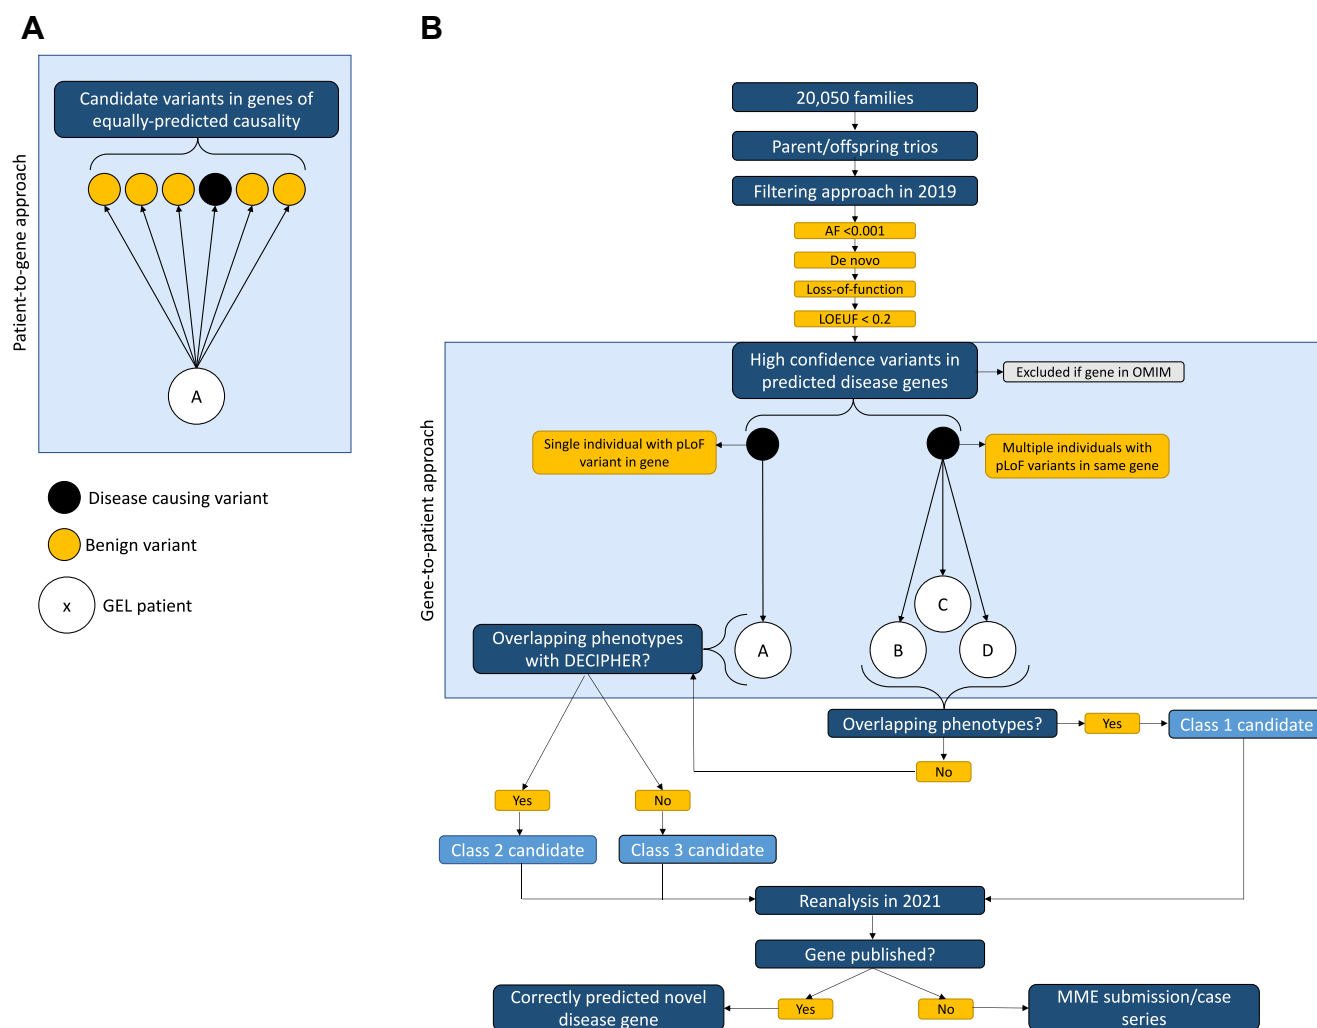 A
Candidate variants in genes of
equally-predicted causality
Patient-to-gene approach
A
Disease causing variant
Benign variant
x
GEL patient
B
20,050 families
Parent/offspring trios
Filtering approach in 2019
AF <0.001
De novo
Loss-of-function
LOEUF < 0.2
Gene-to-patient approach
High confidence variants in
predicted disease genes
Excluded if gene in OMIM
Single individual with pLoF
variant in gene
Multiple individuals with
pLoF variants in same gene
Overlapping phenotypes
with DECIPHER?
A
B
C
D
Overlapping phenotypes?
Yes
Class 1 candidate
No
Yes
No
Class 2 candidate
Class 3 candidate
Reanalysis in 2021
Gene published?
Correctly predicted novel
disease gene
Yes
No
MME submission/case
series